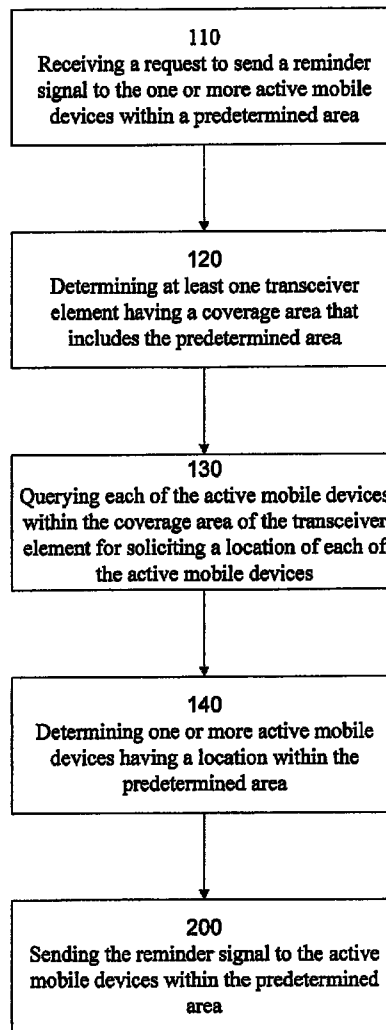 110
Receiving a request to send a reminder
signal to the one or more active mobile
devices within a predetermined area
120
Determining at least one transceiver
element having a coverage area that
includes the predetermined area
130
Querying each of the active mobile devices
within the coverage area of the transceiver
element for soliciting a location of each of
the active mobile devices
140
Determining one or more active mobile
devices having a location within the
predetermined area
200
Sending the reminder signal to the active
mobile devices within the predetermined
area